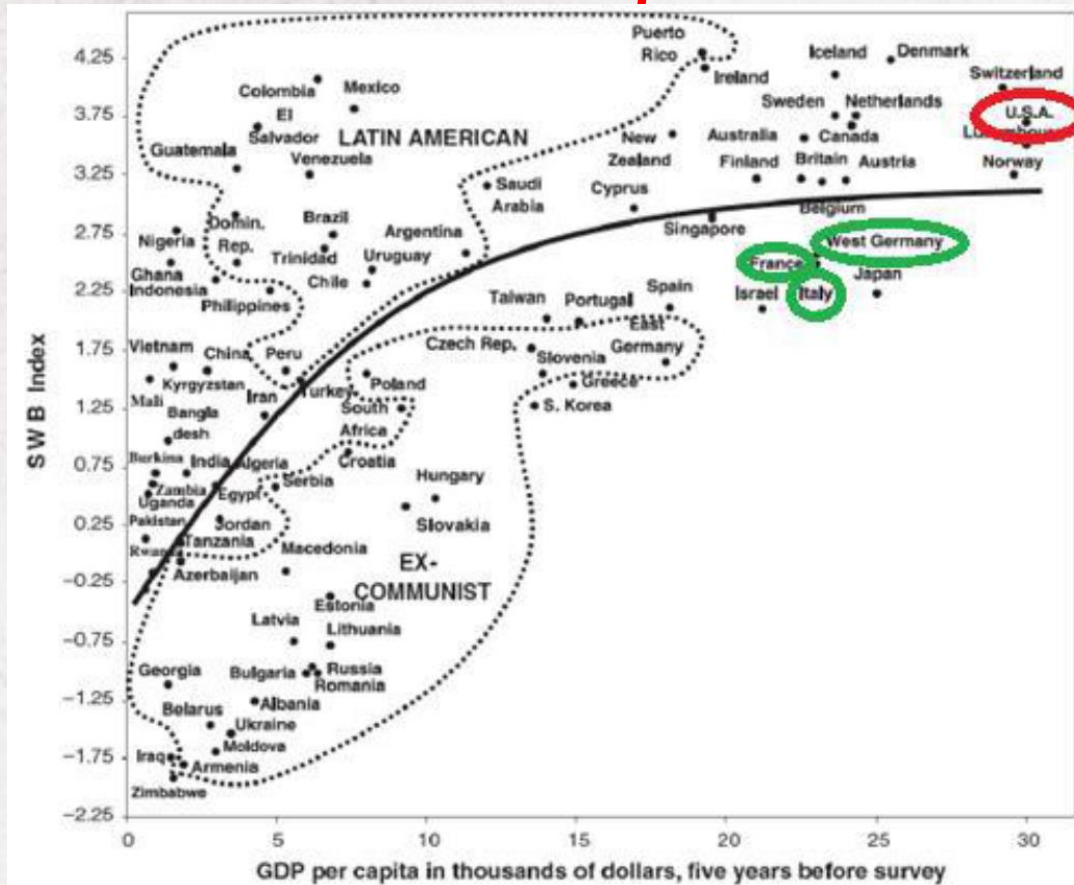 4.25
3.75
3.25
2.75
2.25
1.75
1.25
0.75
0.25
−0.25
−0.75
−1.25
−1.75
−2.25
SWB Index
Puerto
Rico
Ireland
Iceland
Denmark
Switzerland
Colombia
Mexico
El
Salvador
Sweden
Netherlands
U.S.A.
LATIN AMERICAN
New
Zealand
Australia
Canada
Guatemala
Venezuela
Finland
Britain
Austria
Norway
Saudi
Arabia
Cyprus
Domin.
Rep.
Brazil
Argentina
Singapore
Belgium
Nigeria
Trinidad
Uruguay
West Germany
France
Ghana
Indonesia
Chile
Japan
Philippines
Israel
Italy
Taiwan
Portugal
Spain
Vietnam
China
Peru
Czech Rep.
East
Germany
Slovenia
Kyrgyzstan
Turkey
Poland
Greece
Mali
Iran
South
Africa
S. Korea
Bangla
desh
Burkina
India
Algeria
Croatia
Hungary
Zambia
Egypt
Serbia
Uganda
Slovakia
Pakistan
Jordan
Rwanda
Tanzania
Macedonia
Azerbaijan
EX-
COMMUNIST
Estonia
Latvia
Lithuania
Georgia
Bulgaria
Russia
Romania
Albania
Belarus
Ukraine
Moldova
Iraq
Armenia
Zimbabwe
0 5 10 15 20 25 30
GDP per capita in thousands of dollars, five years before survey